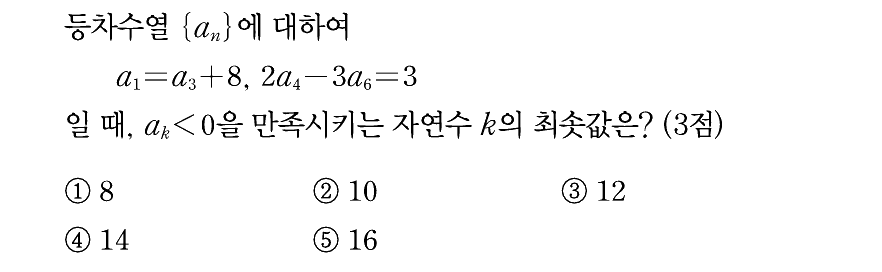 등차수열 {aₙ}에 대하여
a₁=a₃+8, 2a₄-3a₆=3
일 때, aₖ<0을 만족시키는 자연수 k의 최솟값은? (3점)
① 8 ② 10 ③ 12
④ 14 ⑤ 16